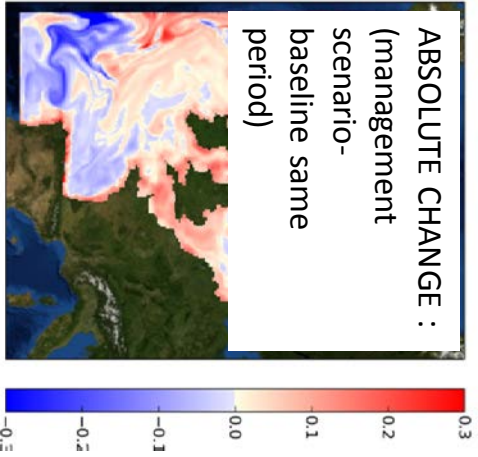 ABSOLUTE CHANGE :
(management
scenario-
baseline same
period)
0.3
0.2
0.1
0.0
-0.1
-0.2